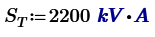 S_T := 2200 kV·A